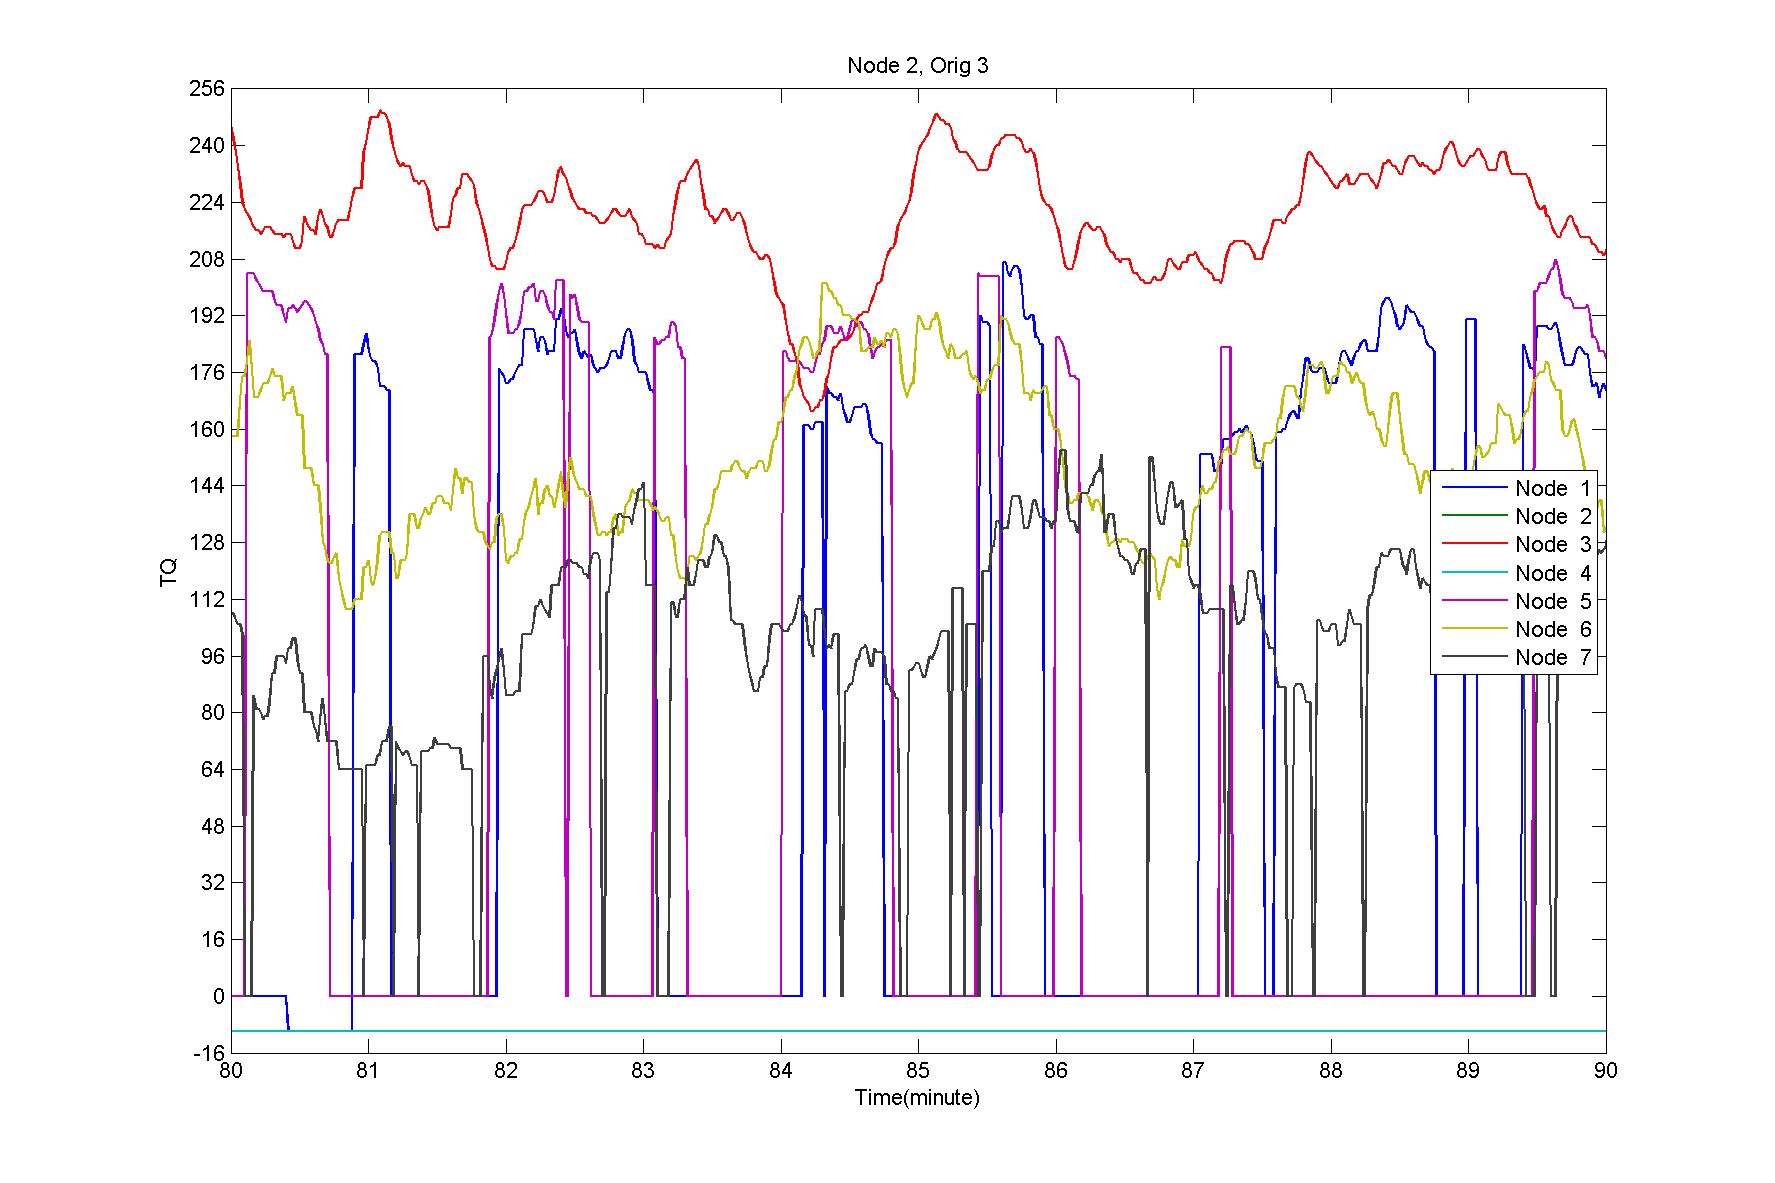 Node 2, Orig 3
256
240
224
208
192
176
160
144
128
112
96
80
64
48
32
16
0
-16
TQ
80 81 82 83 84 85 86 87 88 89 90
Time(minute)
Node 1
Node 2
Node 3
Node 4
Node 5
Node 6
Node 7